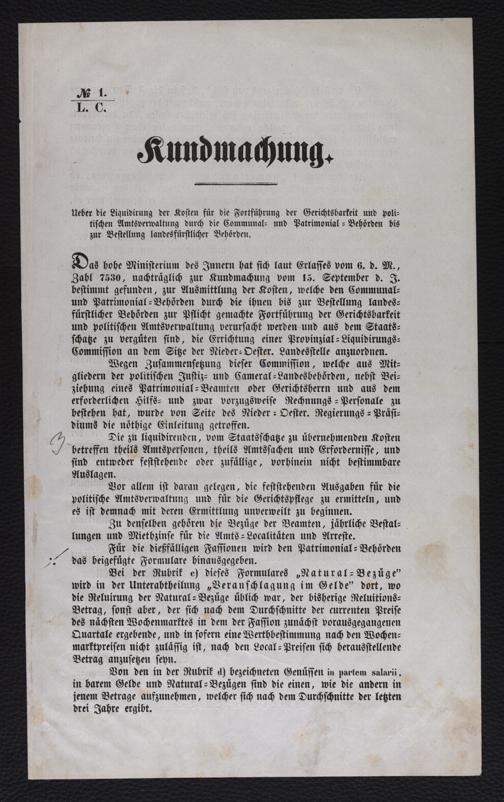 № 1.
L. C.
Kundmachung.
Ueber die Liquidirung der Kosten für die Fortführung der Gerichtsbarkeit und poli-
tischen Amtsverwaltung durch die Communal- und Patrimonial-Behörden bis
zur Bestellung landesfürstlicher Behörden.
Das hohe Ministerium des Innern hat sich laut Erlasses vom 6. d. M.,
Zahl 7530, nachträglich zur Kundmachung vom 15. September d. J.
bestimmt gefunden, zur Ausmittlung der Kosten, welche den Communal-
und Patrimonial-Behörden durch die ihnen bis zur Bestellung landes-
fürstlicher Behörden zur Pflicht gemachte Fortführung der Gerichtsbarkeit
und politischen Amtsverwaltung verursacht werden und aus dem Staats-
schatze zu vergüten sind, die Errichtung einer Provinzial-Liquidirungs-
Commission an dem Sitze der Nieder-Oester. Landesstelle anzuordnen.
Wegen Zusammensetzung dieser Commission, welche aus Mit-
gliedern der politischen Justiz- und Cameral-Landesbehörden, nebst Bei-
ziehung eines Patrimonial-Beamten oder Gerichtsherrn und aus dem
erforderlichen Hilfs- und zwar vorzugsweise Rechnungs-Personale zu
bestehen hat, wurde von Seite des Nieder-Oester. Regierungs-Präsi-
diums die nöthige Einleitung getroffen.
Die zu liquidirenden, vom Staatsschatze zu übernehmenden Kosten
betreffen theils Amtspersonen, theils Amtsachen und Erfordernisse, und
sind entweder feststehende oder zufällige, vorhinein nicht bestimmbare
Auslagen.
Vor allem ist daran gelegen, die feststehenden Ausgaben für die
politische Amtsverwaltung und für die Gerichtspflege zu ermitteln, und
es ist demnach mit deren Ermittlung unverweilt zu beginnen.
Zu denselben gehören die Bezüge der Beamten, jährliche Bestal-
lungen und Miethzinse für die Amts-Localitäten und Arreste.
Für die dießfälligen Fassionen wird den Patrimonial-Behörden
das beigefügte Formulare hinausgegeben.
Bei der Rubrik e) dieses Formulares „Natural-Bezüge"
wird in der Unterabtheilung „Veranschlagung im Gelde" dort, wo
die Reluirung der Natural-Bezüge üblich war, der bisherige Reluitions-
Betrag, sonst aber, der sich nach dem Durchschnitte der currenten Preise
des nächsten Wochenmarktes in dem der Fassion zunächst vorausgegangenen
Quartale ergebende, und in sofern eine Werthbestimmung nach den Wochen-
marktpreisen nicht zulässig ist, nach den Local-Preisen sich herausstellende
Betrag anzusetzen seyn.
Von den in der Rubrik d) bezeichneten Genüssen in partem salarii,
in barem Gelde und Natural-Bezügen sind die einen, wie die andern in
jenem Betrage aufzunehmen, welcher sich nach dem Durchschnitte der letzten
drei Jahre ergibt.